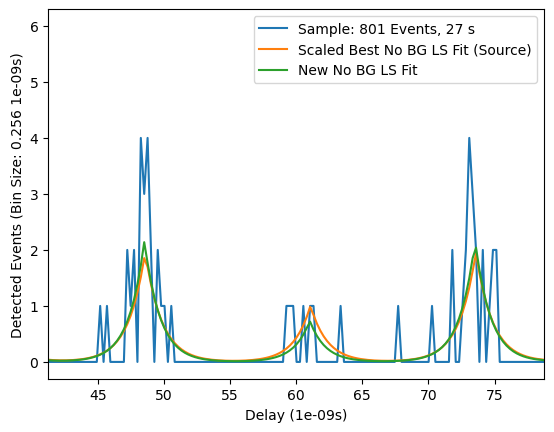 Sample: 801 Events, 27 s
Scaled Best No BG LS Fit (Source)
New No BG LS Fit
Detected Events (Bin Size: 0.256 1e-09s)
6
5
4
3
2
1
0
45 50 55 60 65 70 75
Delay (1e-09s)